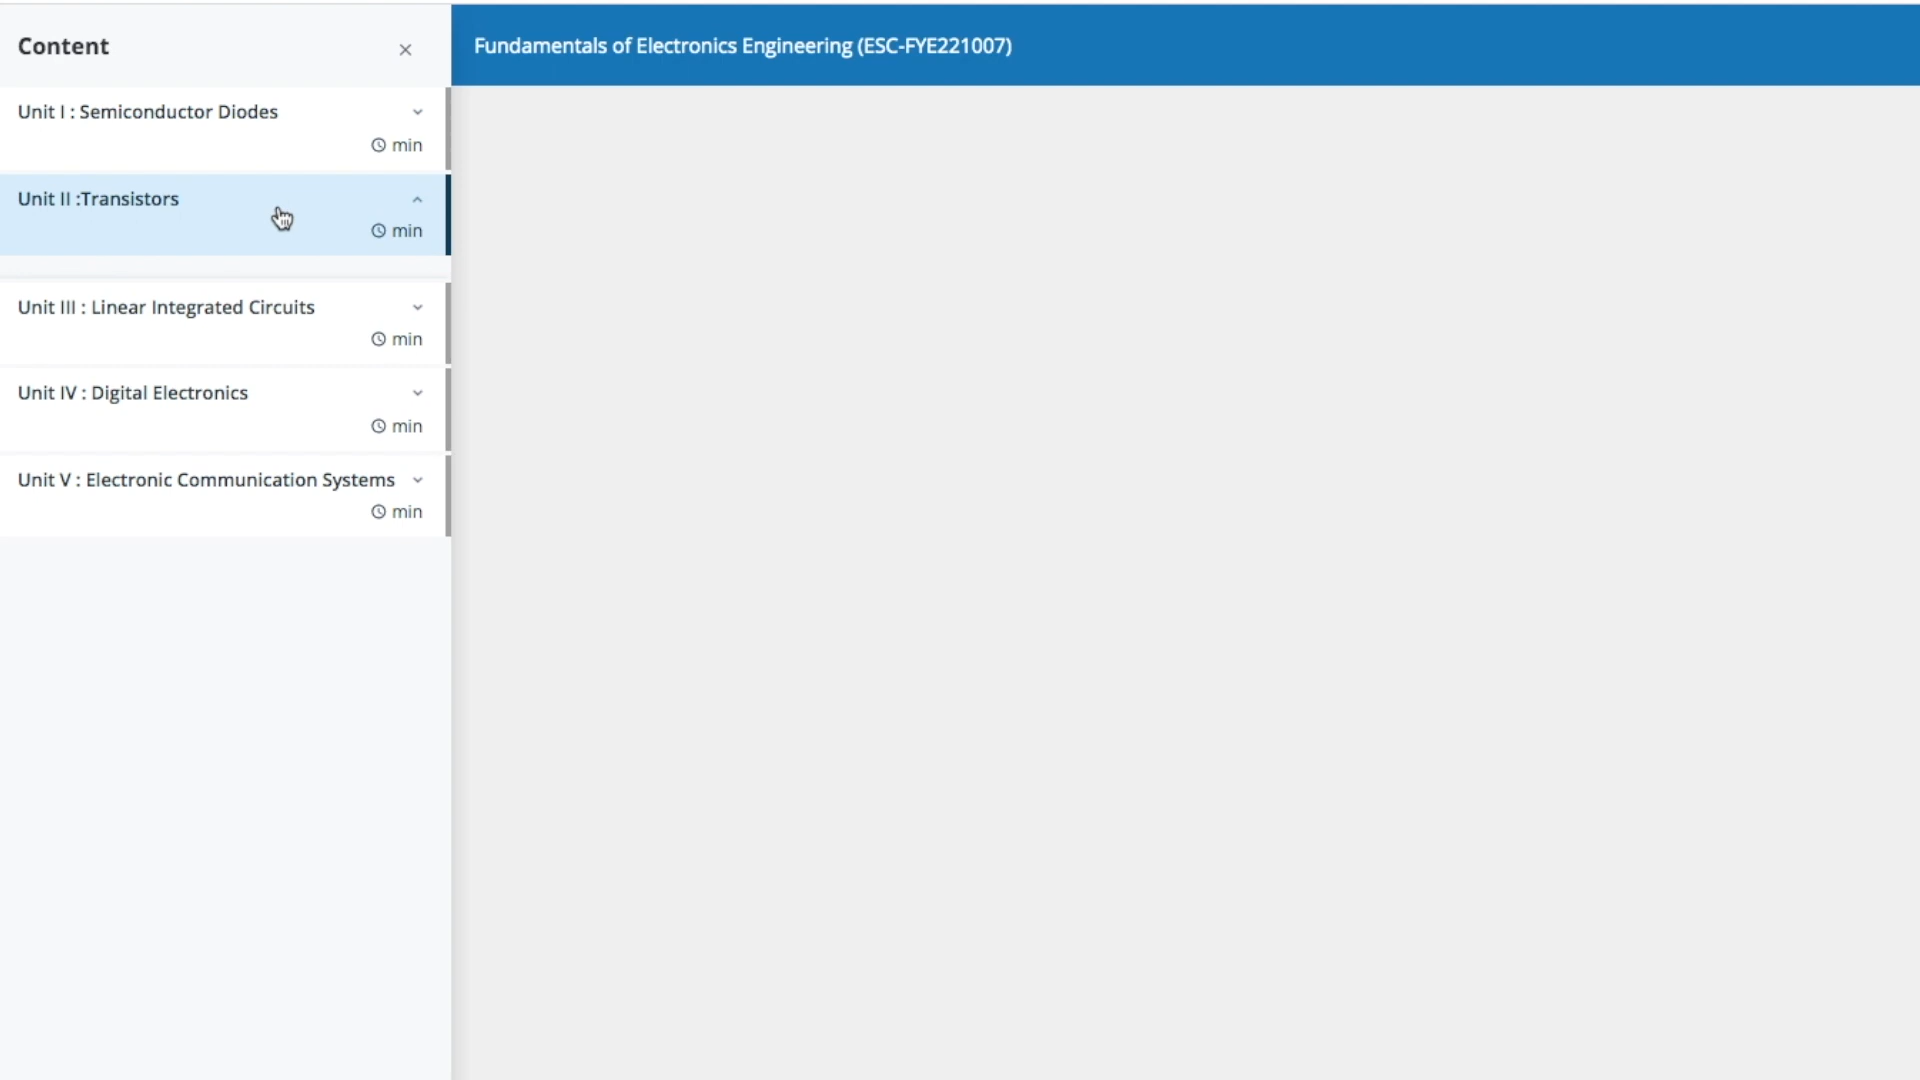 Content
Fundamentals of Electronics Engineering (ESC-FYE221007)
Unit I : Semiconductor Diodes
min
Unit II :Transistors
min
Unit III : Linear Integrated Circuits
min
Unit IV : Digital Electronics
min
Unit V : Electronic Communication Systems
min